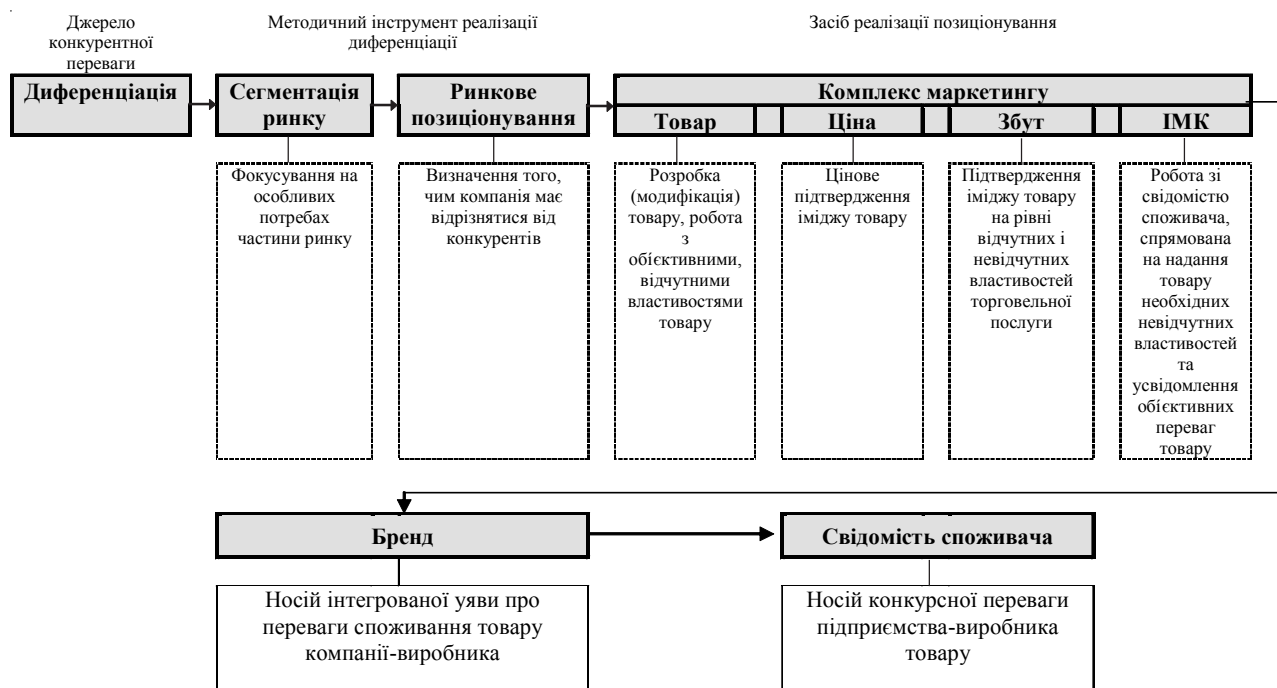 Джерело
конкурентної
переваги
Методичний інструмент реалізації
диференціації
Засіб реалізації позиціонування
Диференціація
Сегментація
ринку
Ринкове
позиціонування
Комплекс маркетингу
Товар
Ціна
Збут
ІМК
Фокусування на
особливих
потребах
частини ринку
Визначення того,
чим компанія має
відрізнятися від
конкурентів
Розробка
(модифікація)
товару, робота
з
обієктивними,
відчутними
властивостями
товару
Цінове
підтвердження
іміджу товару
Підтвердження
іміджу товару
на рівні
відчутних і
невідчутних
властивостей
торговельної
послуги
Робота зі
свідомістю
споживача,
спрямована
на надання
товару
необхідних
невідчутних
властивостей
та
усвідомлення
обієктивних
переваг
товару
Бренд
Свідомість споживача
Носій інтегрованої уяви про
переваги споживання товару
компанії-виробника
Носій конкурсної переваги
підприємства-виробника
товару